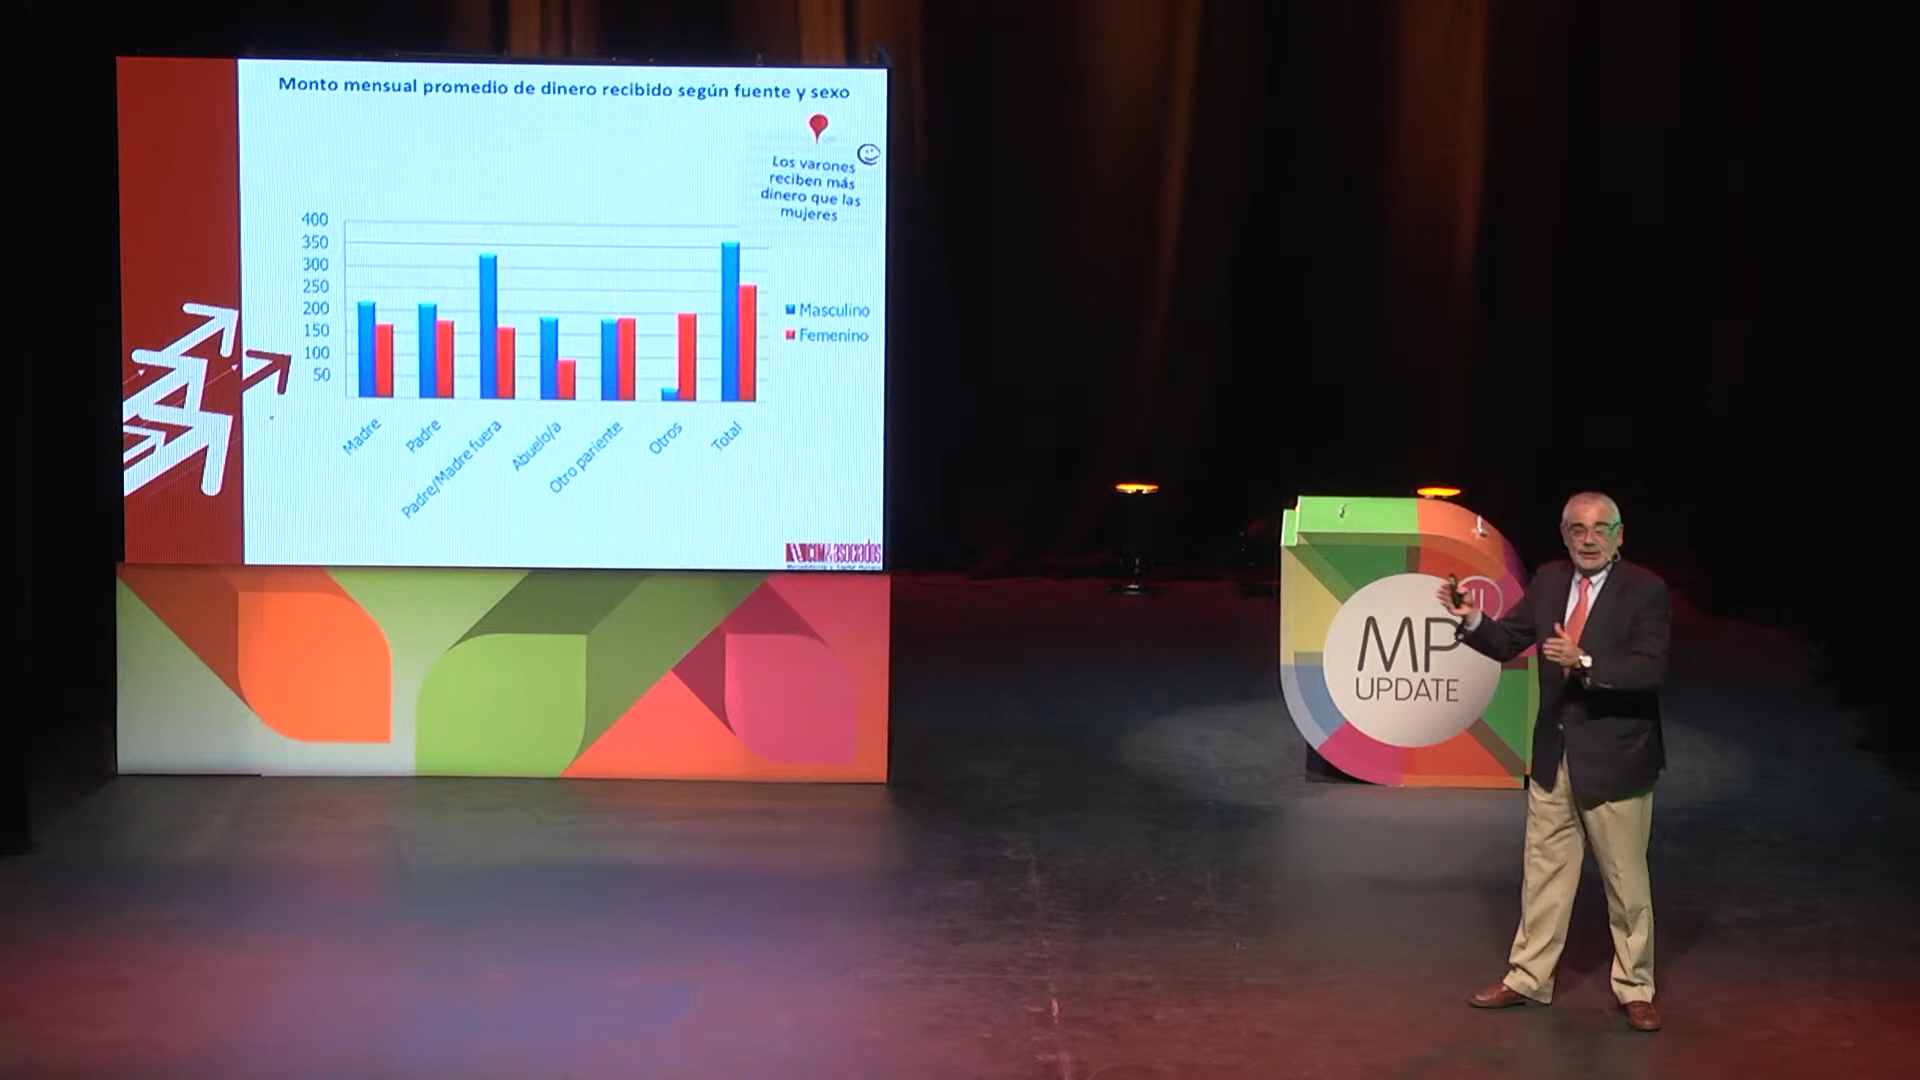 Monto mensual promedio de dinero recibido según fuente y sexo
Los varones
reciben más
dinero que las
mujeres
400
350
300
250
200
150
100
50
Masculino
Femenino
Madre
Padre
Padre/Madre fuera
Abuelo/a
Otro pariente
Otros
Total
MP
UPDATE